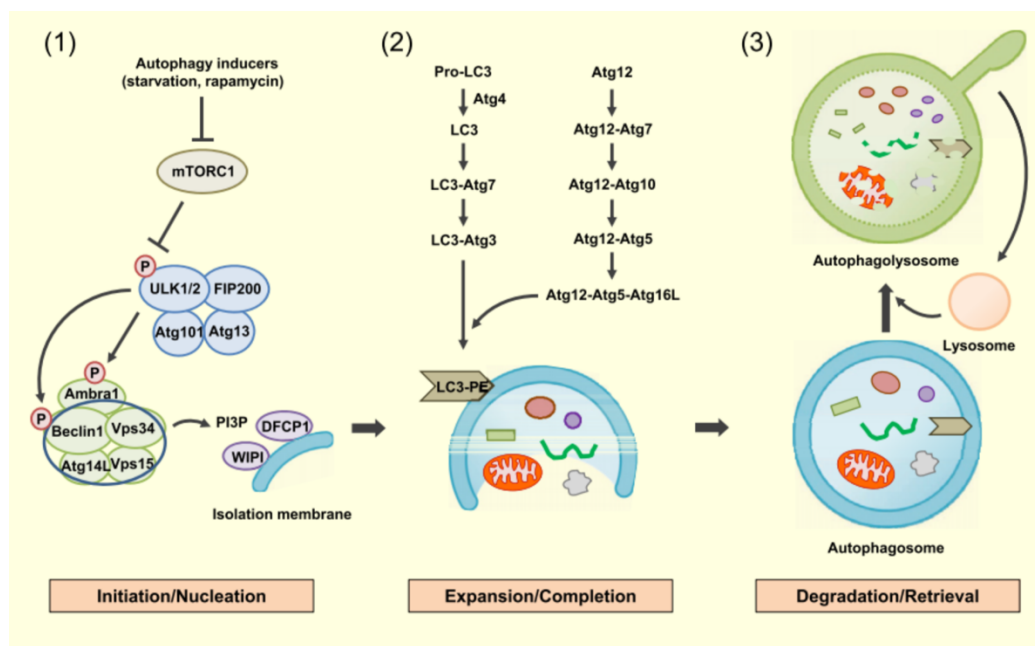 (1)
Autophagy inducers
(starvation, rapamycin)
mTORC1
P
ULK1/2
FIP200
Atg101
Atg13
P
Ambra1
P
Beclin1
Vps34
Atg14L
Vps15
PI3P
DFCP1
WIPI
Isolation membrane
Initiation/Nucleation
(2)
Pro-LC3
Atg4
LC3
LC3-Atg7
LC3-Atg3
Atg12
Atg12-Atg7
Atg12-Atg10
Atg12-Atg5
Atg12-Atg5-Atg16L
LC3-PE
Expansion/Completion
(3)
Autophagolysosome
Lysosome
Autophagosome
Degradation/Retrieval